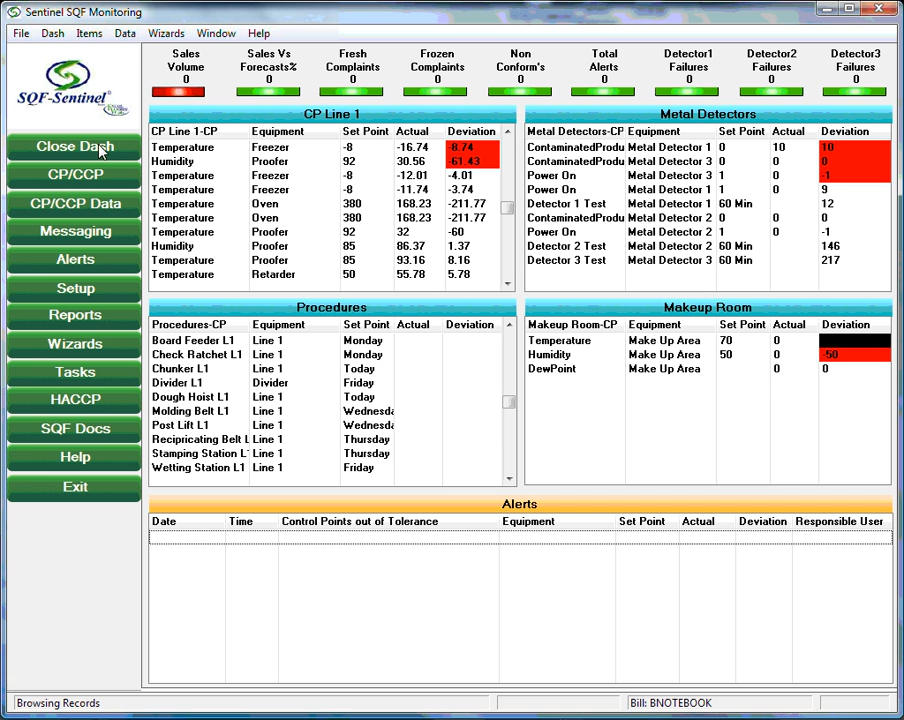 Sentinel SQF Monitoring
File Dash Items Data Wizards Window Help
SQF-Sentinel
Close Dash
CP/CCP
CP/CCP Data
Messaging
Alerts
Setup
Reports
Wizards
Tasks
HACCP
SQF Docs
Help
Exit
Sales Volume 0
Sales Vs Forecasts% 0
Fresh Complaints 0
Frozen Complaints 0
Non Conform's 0
Total Alerts 0
Detector1 Failures 0
Detector2 Failures 0
Detector3 Failures 0
CP Line 1
CP Line 1-CP Equipment Set Point Actual Deviation
Temperature Freezer -8 -16.74 -8.74
Humidity Proofer 92 30.56 -61.43
Temperature Freezer -8 -12.01 -4.01
Temperature Freezer -8 -11.74 -3.74
Temperature Oven 380 168.23 -211.77
Temperature Oven 380 168.23 -211.77
Temperature Proofer 92 32 -60
Humidity Proofer 85 86.37 1.37
Temperature Proofer 85 93.16 8.16
Temperature Retarder 50 55.78 5.78
Metal Detectors
Metal Detectors-CP Equipment Set Point Actual Deviation
ContaminatedProdu Metal Detector 1 0 10 10
ContaminatedProdu Metal Detector 3 0 0
Power On Metal Detector 3 1 0 -1
Power On Metal Detector 1 1 9
Detector 1 Test Metal Detector 1 60 Min 12
ContaminatedProdu Metal Detector 2 0 0 0
Power On Metal Detector 2 1 0 -1
Detector 2 Test Metal Detector 2 60 Min 146
Detector 3 Test Metal Detector 3 60 Min 217
Procedures
Procedures-CP Equipment Set Point Actual Deviation
Board Feeder L1 Line 1 Monday
Check Ratchet L1 Line 1 Monday
Chunker L1 Line 1 Today
Divider L1 Divider Friday
Dough Hoist L1 Line 1 Today
Molding Belt L1 Line 1 Wednesda
Post Lift L1 Line 1 Wednesda
Recipricating Belt L Line 1 Thursday
Stamping Station L Line 1 Thursday
Wetting Station L1 Line 1 Friday
Makeup Room
Makeup Room-CP Equipment Set Point Actual Deviation
Temperature Make Up Area 70 0
Humidity Make Up Area 50 0 -50
DewPoint Make Up Area 0 0
Alerts
Date Time Control Points out of Tolerance Equipment Set Point Actual Deviation Responsible User
Browsing Records Bill: BNOTEBOOK